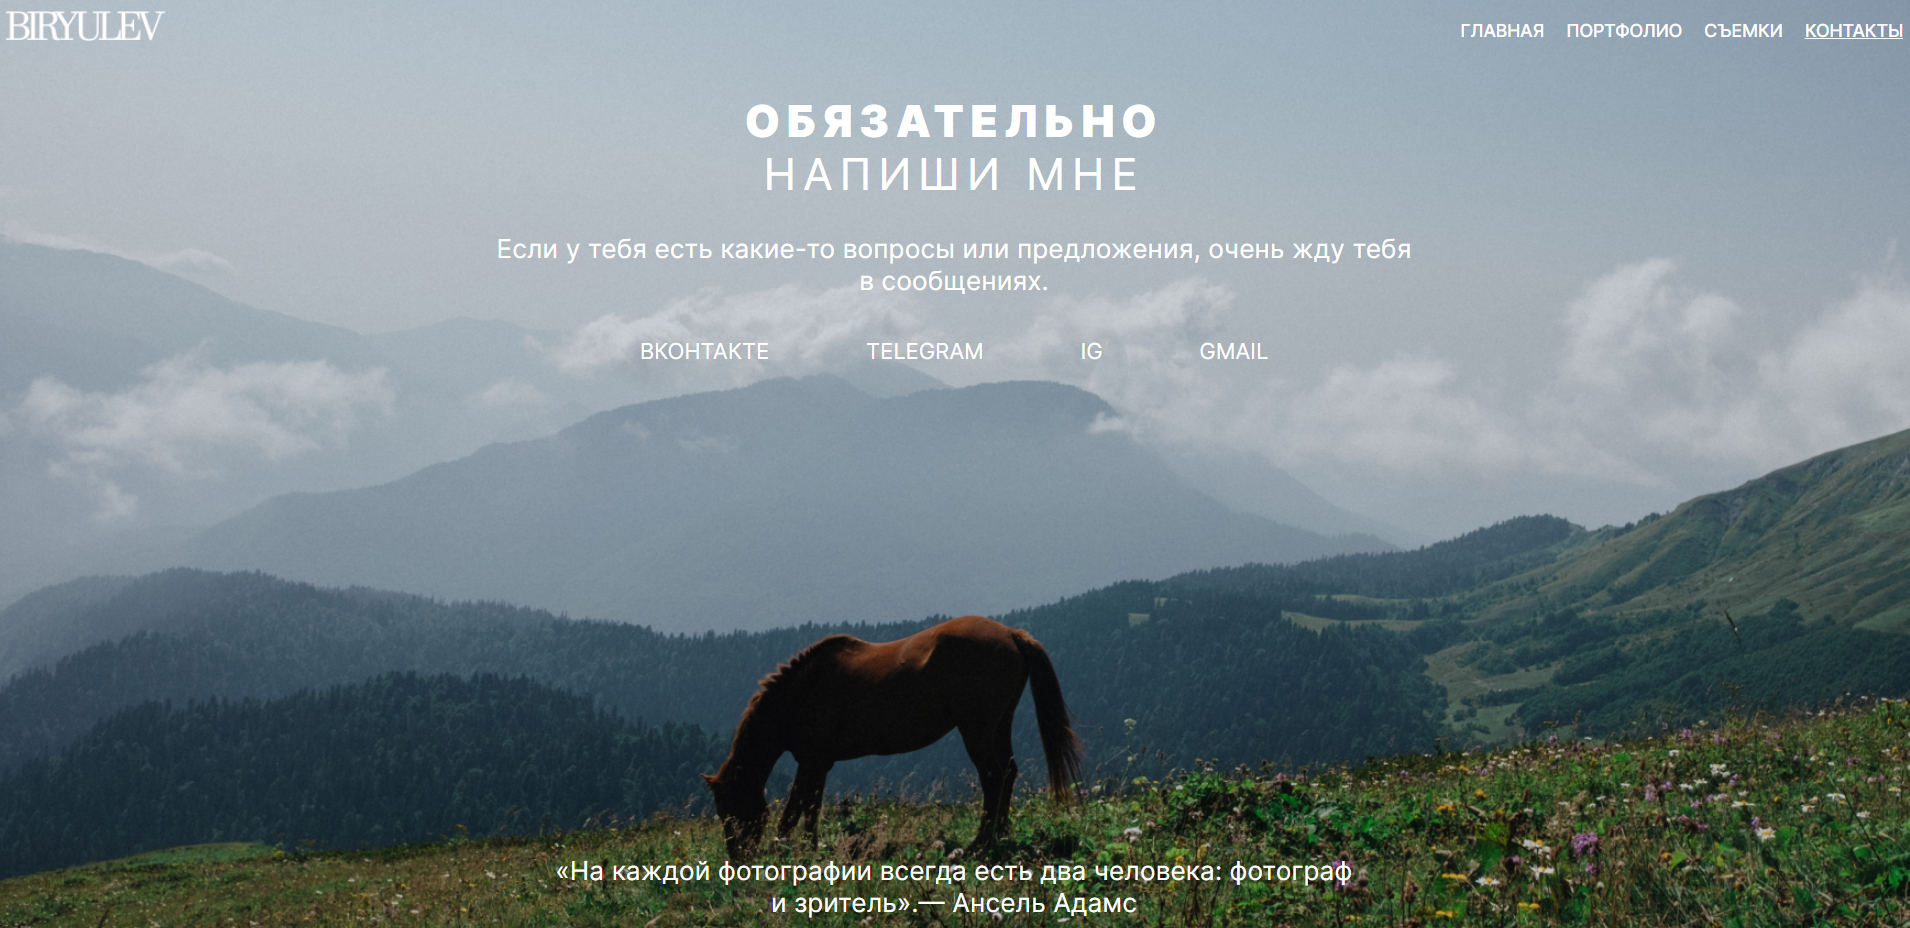 BIRYULEV
ГЛАВНАЯ ПОРТФОЛИО СЪЕМКИ КОНТАКТЫ
ОБЯЗАТЕЛЬНО
НАПИШИ МНЕ
Если у тебя есть какие-то вопросы или предложения, очень жду тебя
в сообщениях.
ВКОНТАКТЕ TELEGRAM IG GMAIL
«На каждой фотографии всегда есть два человека: фотограф
и зритель».— Ансель Адамс